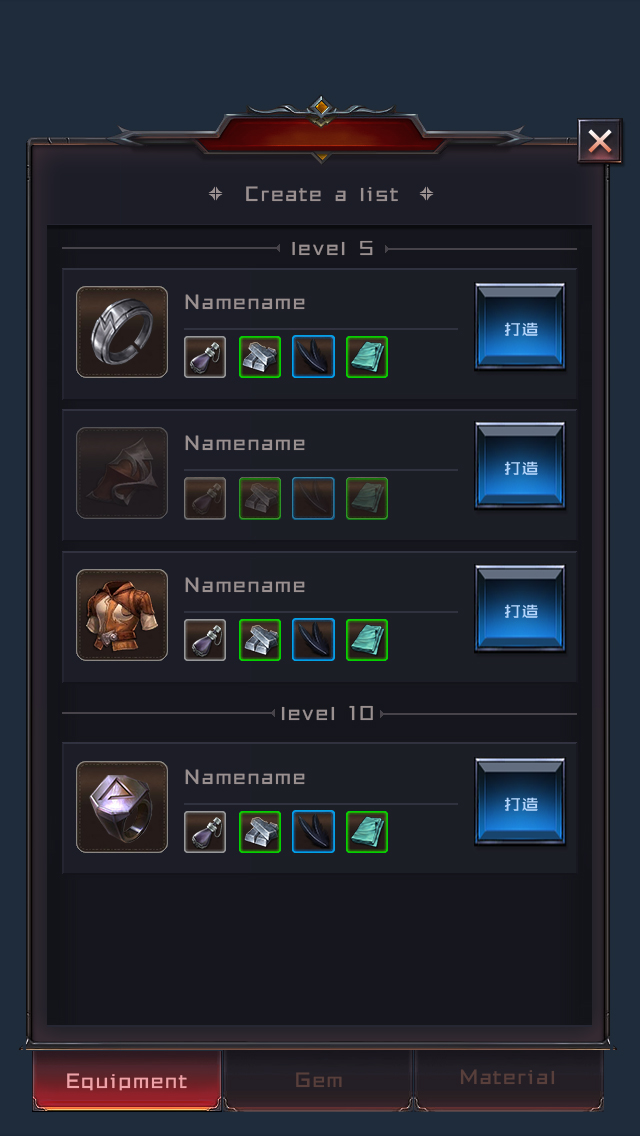 Create a list
level 5
Namename
打造
Namename
打造
Namename
打造
level 10
Namename
打造
Equipment
Gem
Material